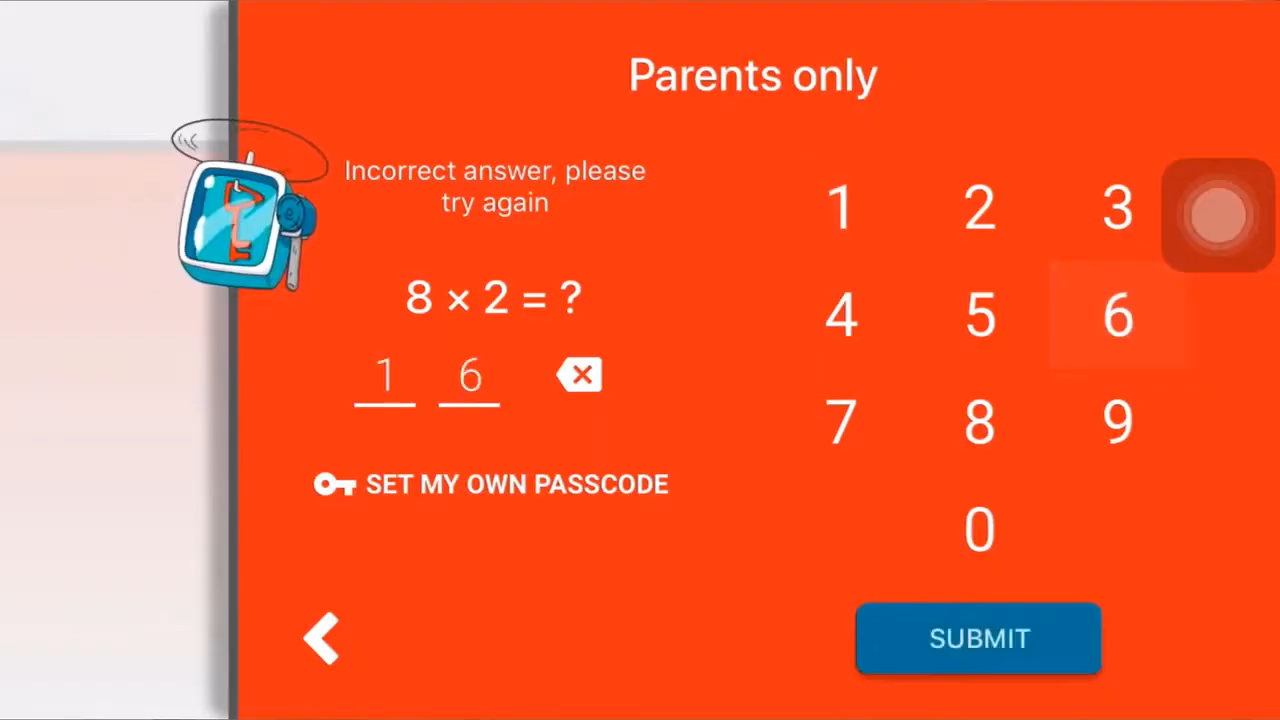 Parents only
Incorrect answer, please
try again
8 × 2 = ?
1 6
SET MY OWN PASSCODE
1 2 3
4 5 6
7 8 9
0
SUBMIT